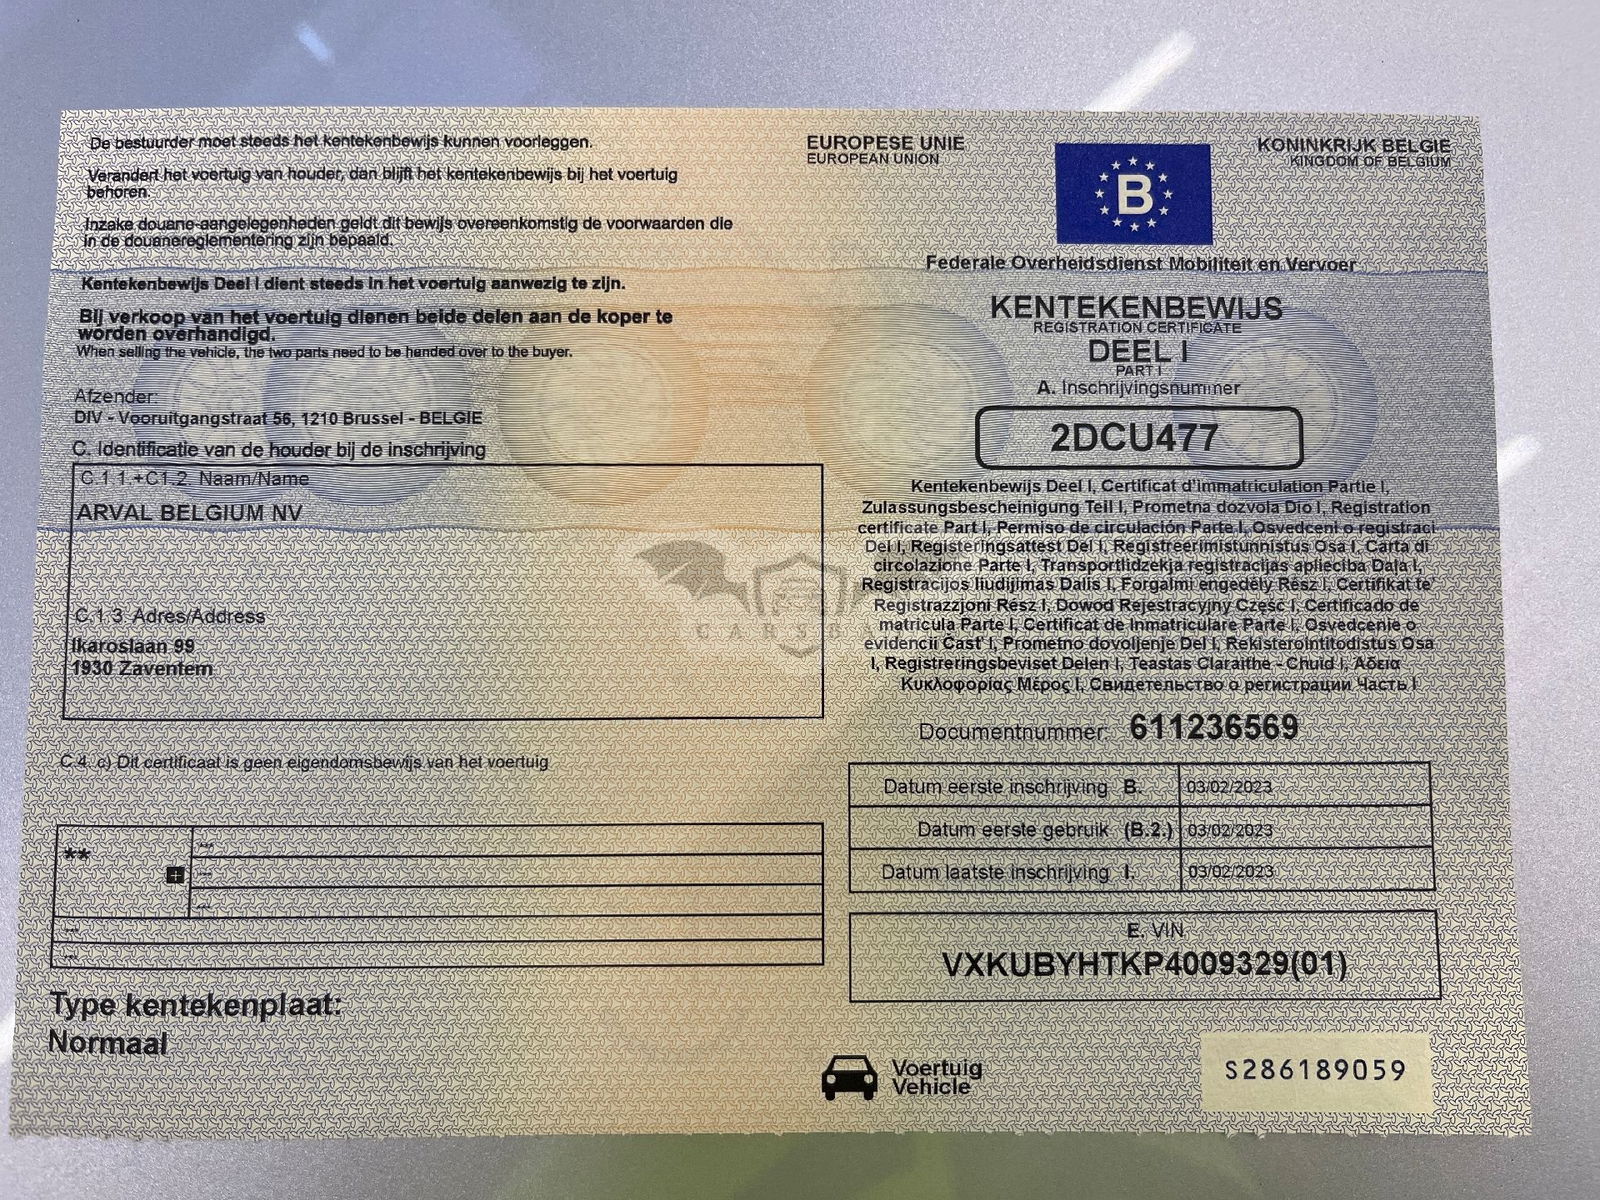 De bestuurder moet steeds het kentekenbewijs kunnen voorleggen.
Verandert het voertuig van houder, dan blijft het kentekenbewijs bij het voertuig
behoren.
Inzake douane-aangelegenheden geldt dit bewijs overeenkomstig de voorwaarden die
in de douanereglementering zijn bepaald.
Kentekenbewijs Deel I dient steeds in het voertuig aanwezig te zijn.
Bij verkoop van het voertuig dienen beide delen aan de koper te
worden overhandigd.
When selling the vehicle, the two parts need to be handed over to the buyer.
Afzender:
DIV - Vooruitgangstraat 56, 1210 Brussel - BELGIE
C. Identificatie van de houder bij de inschrijving
C.1.1.+C1.2. Naam/Name
ARVAL BELGIUM NV
C.1.3. Adres/Address
Ikaroslaan 99
1930 Zaventem
C.4. c) Dit certificaat is geen eigendomsbewijs van het voertuig
**
***
***
***
***
***
Type kentekenplaat:
Normaal
EUROPESE UNIE
EUROPEAN UNION
B
KONINKRIJK BELGIE
KINGDOM OF BELGIUM
Federale Overheidsdienst Mobiliteit en Vervoer
KENTEKENBEWIJS
REGISTRATION CERTIFICATE
DEEL I
PART I
A. Inschrijvingsnummer
2DCU477
Kentekenbewijs Deel I, Certificat d'immatriculation Partie I,
Zulassungsbescheinigung Teil I, Prometna dozvola Dio I, Registration
certificate Part I, Permiso de circulación Parte I, Osvedceni o registraci
Del I, Registeringsattest Del I, Registreerimistunnistus Osa I, Carta di
circolazione Parte I, Transportlidzekja registracijas aplieciba Daļa I,
Registracijos liudijimas Dalis I, Forgalmi engedély Rész I, Certifikat ta'
Registrazzjoni Rész I, Dowod Rejestracyjny Część I, Certificado de
matricula Parte I, Certificat de Inmatriculare Parte I, Osvedcenie o
evidencii Čast' I, Prometno dovoljenje Del I, Rekisterointitodistus Osa
I, Registreringsbeviset Delen I, Teastas Claraithe - Chuid I, Άδεια
Κυκλοφορίας Μέρος I, Свидетельство о регистрации Часть I
Documentnummer: 611236569
Datum eerste inschrijving B. 03/02/2023
Datum eerste gebruik (B.2.) 03/02/2023
Datum laatste inschrijving I. 03/02/2023
E. VIN
VXKUBYHTKP4009329(01)
Voertuig
Vehicle
S286189059